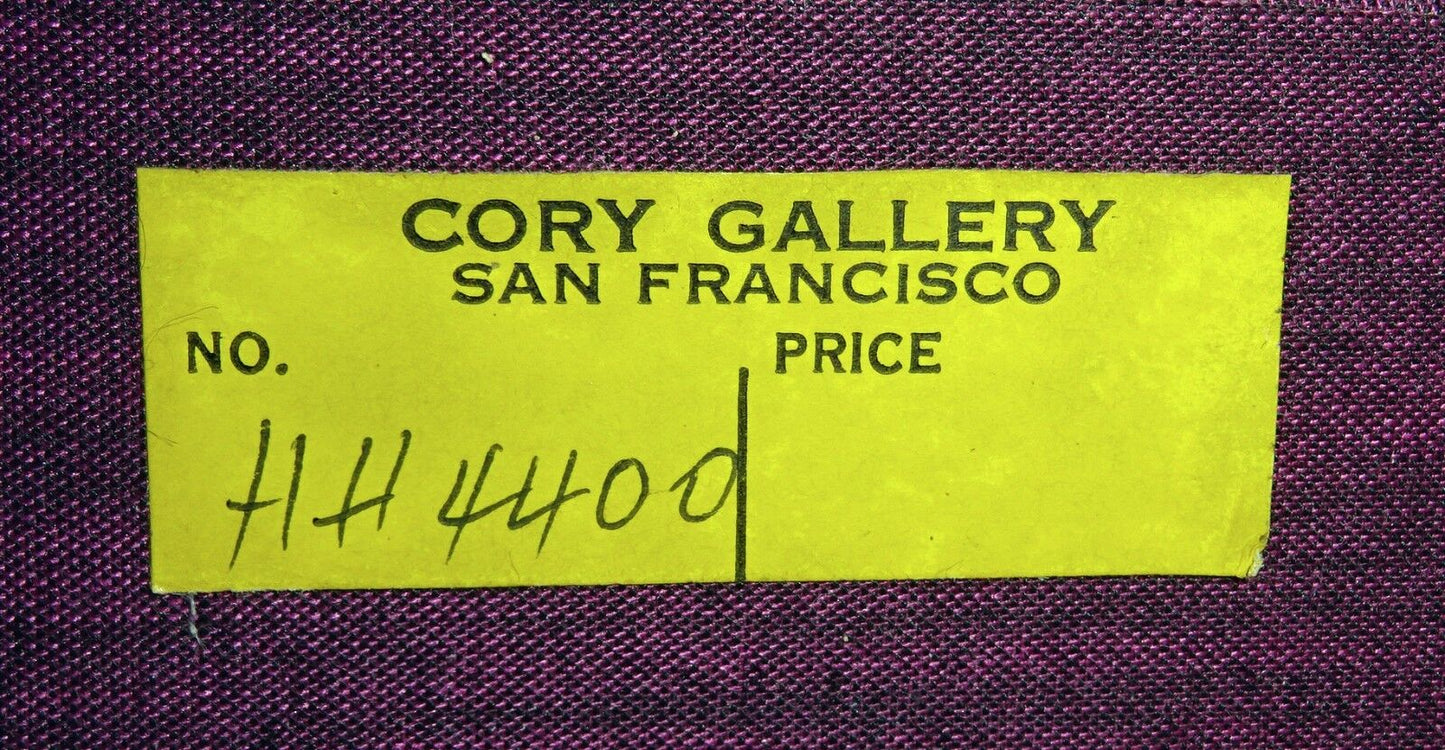 CORY GALLERY
SAN FRANCISCO
NO. PRICE
HH4400